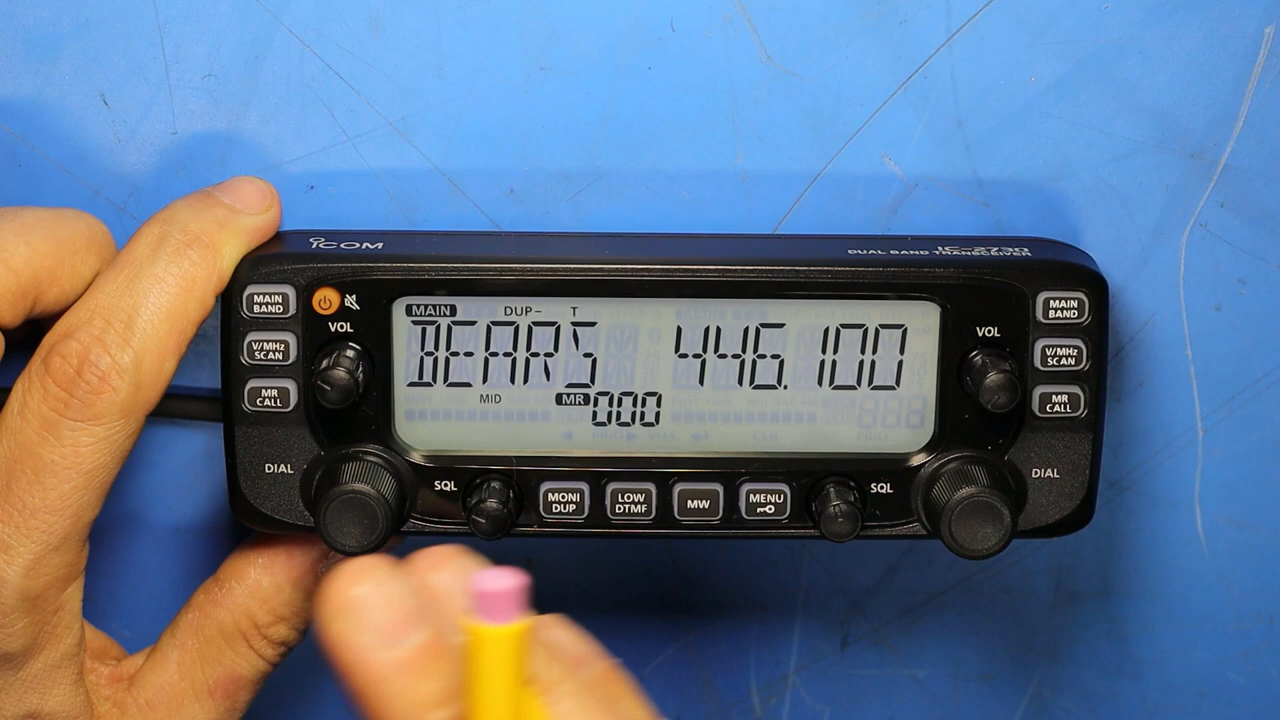 ICOM
IC-2730
DUAL BAND TRANSCEIVER
MAIN
BAND
V/MHz
SCAN
MR
CALL
VOL
DIAL
SQL
MAIN DUP- T
BEARS 446.100
MID MR 000
MONI
DUP
LOW
DTMF
MW
MENU
SQL
VOL
DIAL
MAIN
BAND
V/MHz
SCAN
MR
CALL